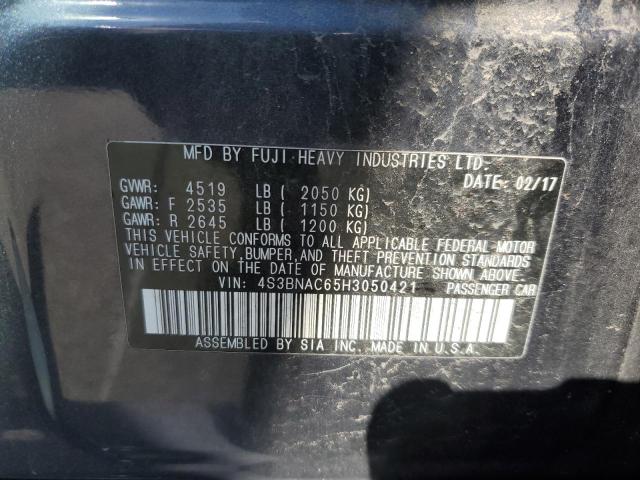 MFD BY FUJI HEAVY INDUSTRIES LTD.
DATE: 02/17
GVWR: 4519 LB ( 2050 KG)
GAWR: F 2535 LB ( 1150 KG)
GAWR: R 2645 LB ( 1200 KG)
THIS VEHICLE CONFORMS TO ALL APPLICABLE FEDERAL MOTOR
VEHICLE SAFETY, BUMPER, AND THEFT PREVENTION STANDARDS
IN EFFECT ON THE DATE OF MANUFACTURE SHOWN ABOVE.
VIN: 4S3BNAC65H3050421 PASSENGER CAR
ASSEMBLED BY SIA INC. MADE IN U.S.A.